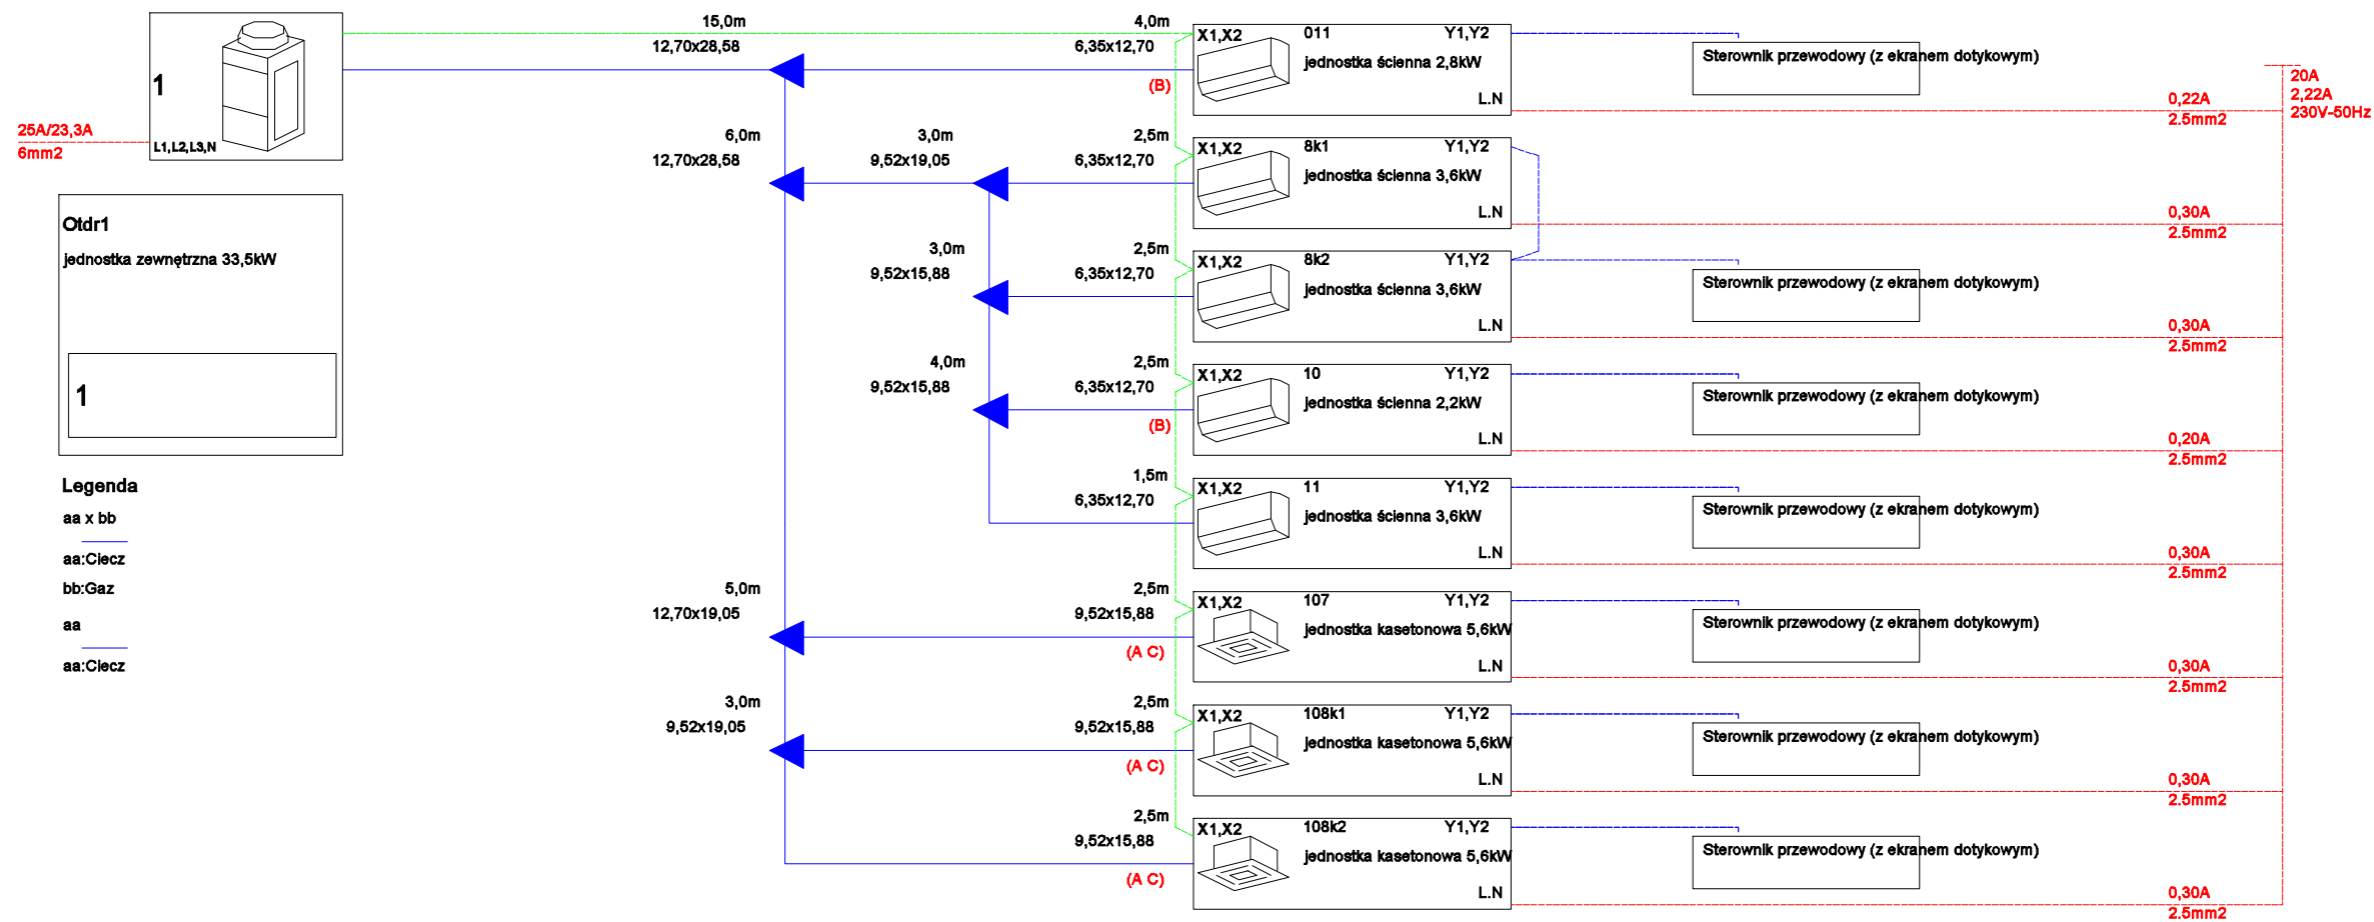 1
L1,L2,L3,N
25A/23,3A
6mm2
Otdr1
jednostka zewnętrzna 33,5kW
1
Legenda
aa x bb
aa:Ciecz
bb:Gaz
aa
aa:Ciecz
15,0m
12,70x28,58
4,0m
6,35x12,70
(B)
X1,X2 011 Y1,Y2
jednostka ścienna 2,8kW
L.N
Sterownik przewodowy (z ekranem dotykowym)
0,22A
2.5mm2
20A
2,22A
230V-50Hz
6,0m
12,70x28,58
3,0m
9,52x19,05
2,5m
6,35x12,70
X1,X2 8k1 Y1,Y2
jednostka ścienna 3,6kW
L.N
0,30A
2.5mm2
3,0m
9,52x15,88
2,5m
6,35x12,70
X1,X2 8k2 Y1,Y2
jednostka ścienna 3,6kW
L.N
Sterownik przewodowy (z ekranem dotykowym)
0,30A
2.5mm2
4,0m
9,52x15,88
2,5m
6,35x12,70
(B)
X1,X2 10 Y1,Y2
jednostka ścienna 2,2kW
L.N
Sterownik przewodowy (z ekranem dotykowym)
0,20A
2.5mm2
1,5m
6,35x12,70
X1,X2 11 Y1,Y2
jednostka ścienna 3,6kW
L.N
Sterownik przewodowy (z ekranem dotykowym)
0,30A
2.5mm2
5,0m
12,70x19,05
2,5m
9,52x15,88
(A C)
X1,X2 107 Y1,Y2
jednostka kasetonowa 5,6kW
L.N
Sterownik przewodowy (z ekranem dotykowym)
0,30A
2.5mm2
3,0m
9,52x19,05
2,5m
9,52x15,88
(A C)
X1,X2 108k1 Y1,Y2
jednostka kasetonowa 5,6kW
L.N
Sterownik przewodowy (z ekranem dotykowym)
0,30A
2.5mm2
2,5m
9,52x15,88
(A C)
X1,X2 108k2 Y1,Y2
jednostka kasetonowa 5,6kW
L.N
Sterownik przewodowy (z ekranem dotykowym)
0,30A
2.5mm2